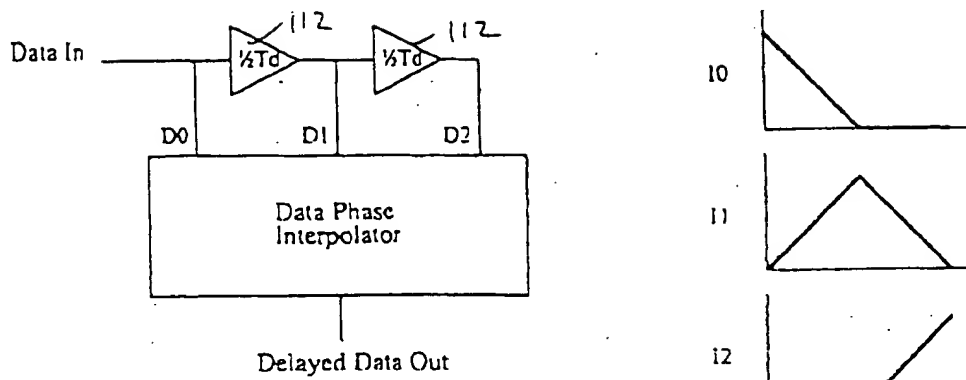 112
112
Data In
½Td
½Td
D0
D1
D2
Data Phase
Interpolator
Delayed Data Out
I0
I1
I2